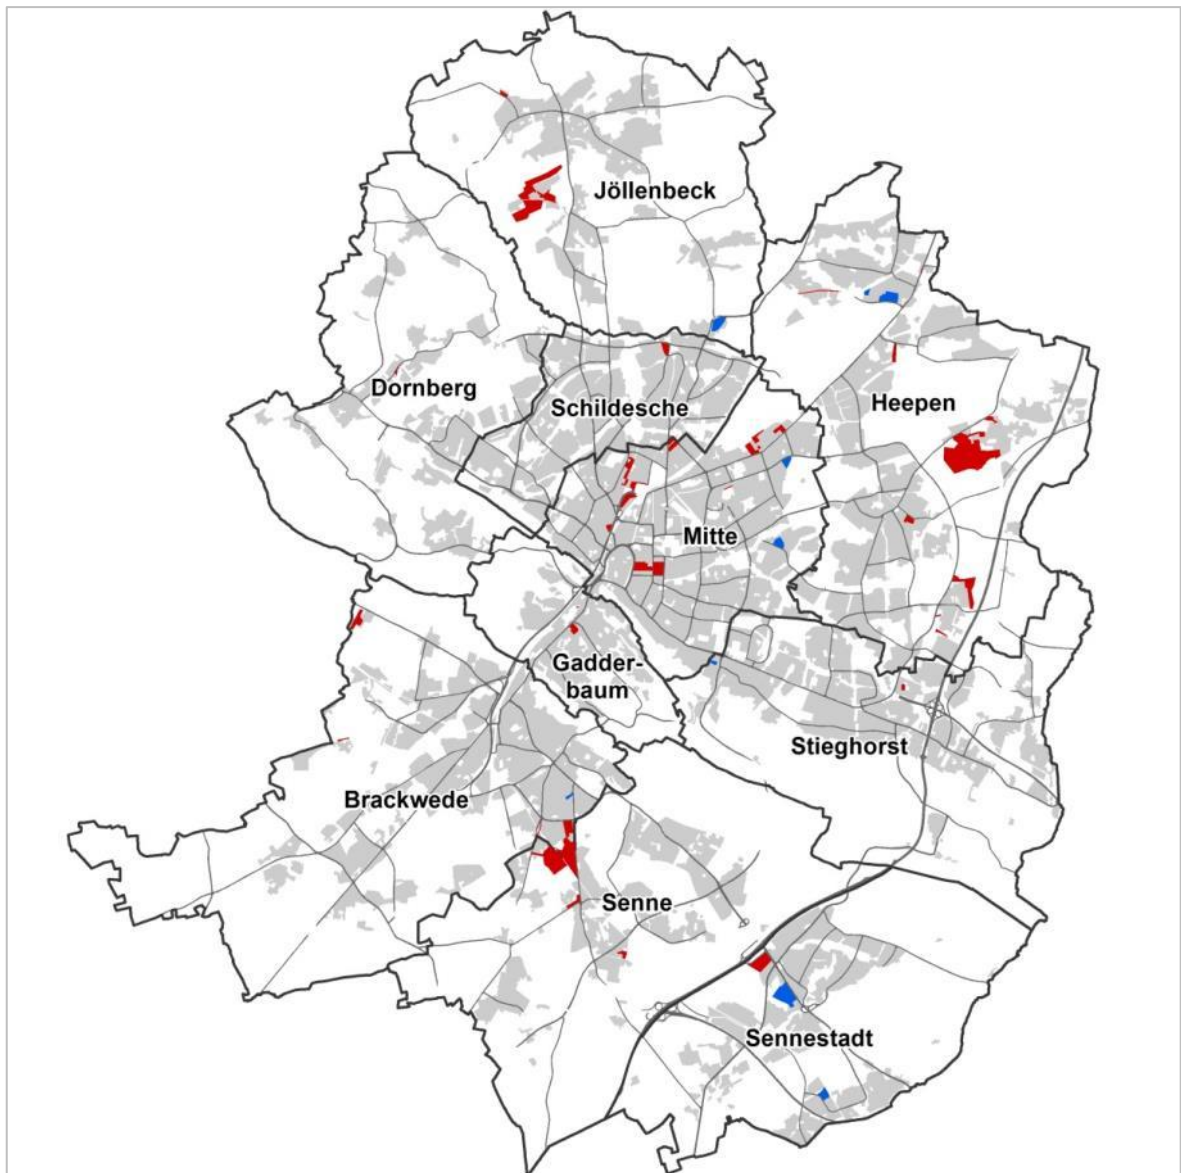 Jöllenbeck
Dornberg
Schildesche
Heepen
Mitte
Gadder-
baum
Stieghorst
Brackwede
Senne
Sennestadt